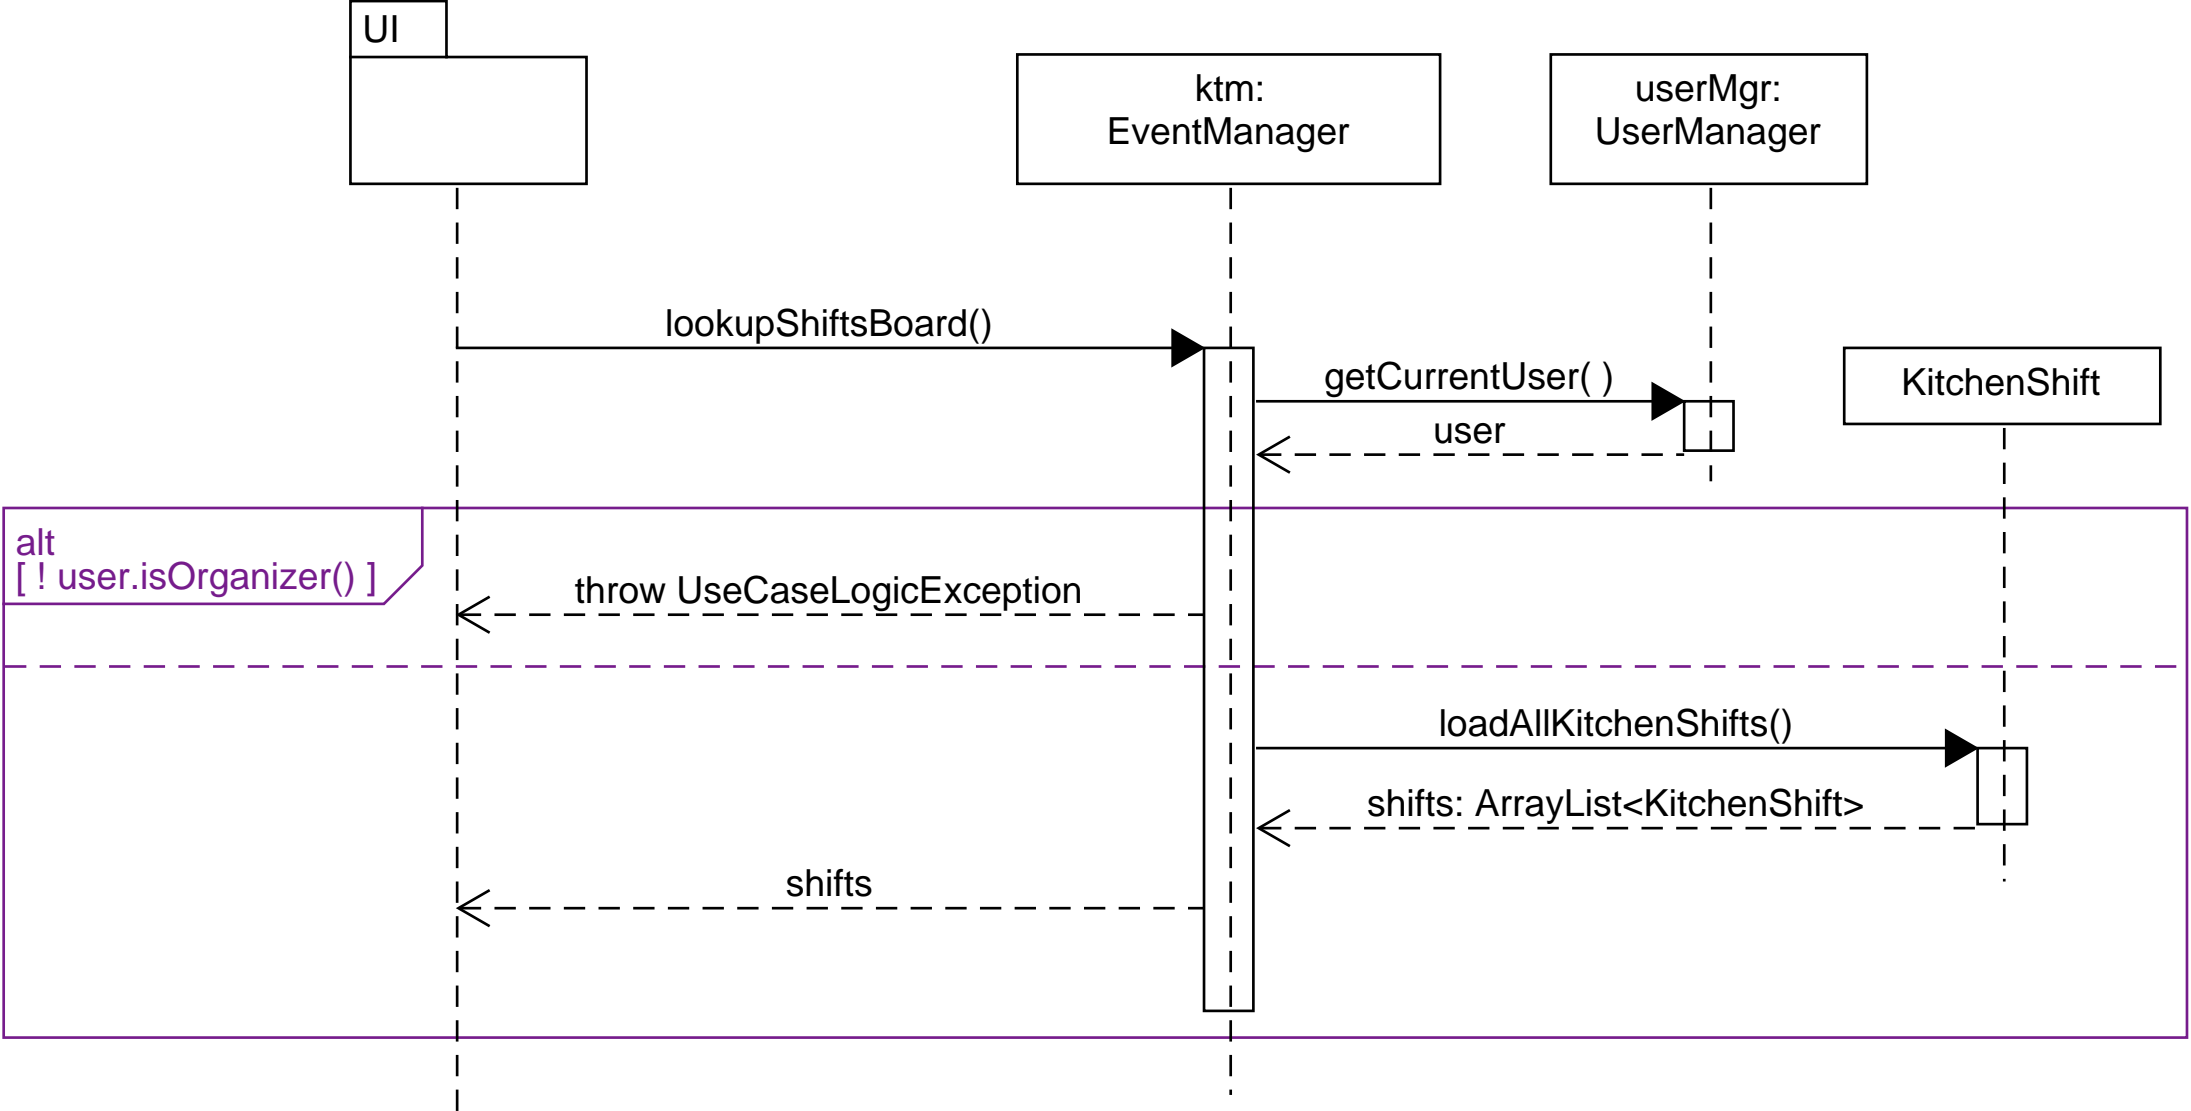 UI
ktm:
EventManager
userMgr:
UserManager
lookupShiftsBoard()
getCurrentUser( )
KitchenShift
user
alt
[ ! user.isOrganizer() ]
throw UseCaseLogicException
loadAllKitchenShifts()
shifts: ArrayList<KitchenShift>
shifts